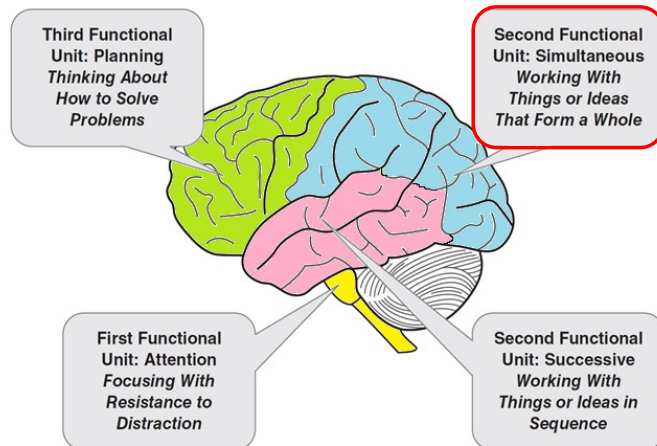 Third Functional
Unit: Planning
Thinking About
How to Solve
Problems
Second Functional
Unit: Simultaneous
Working With
Things or Ideas
That Form a Whole
First Functional
Unit: Attention
Focusing With
Resistance to
Distraction
Second Functional
Unit: Successive
Working With
Things or Ideas in
Sequence